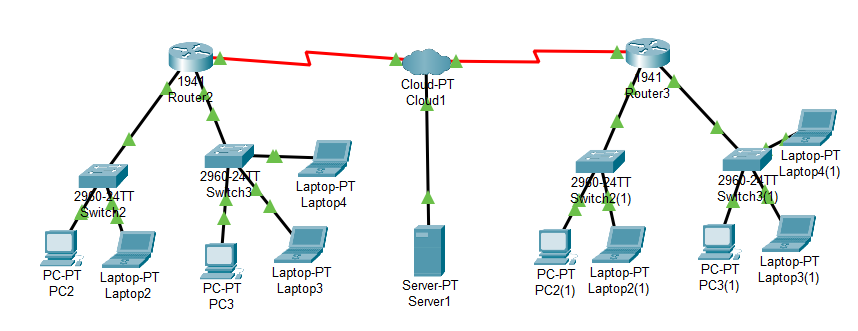 1941
Router2
Cloud-PT
Cloud1
1941
Router3
2960-24TT
Switch2
2960-24TT
Switch3
Laptop-PT
Laptop4
PC-PT
PC2
Laptop-PT
Laptop2
PC-PT
PC3
Laptop-PT
Laptop3
Server-PT
Server1
2960-24TT
Switch2(1)
2960-24TT
Switch3(1)
Laptop-PT
Laptop4(1)
PC-PT
PC2(1)
Laptop-PT
Laptop2(1)
PC-PT
PC3(1)
Laptop-PT
Laptop3(1)